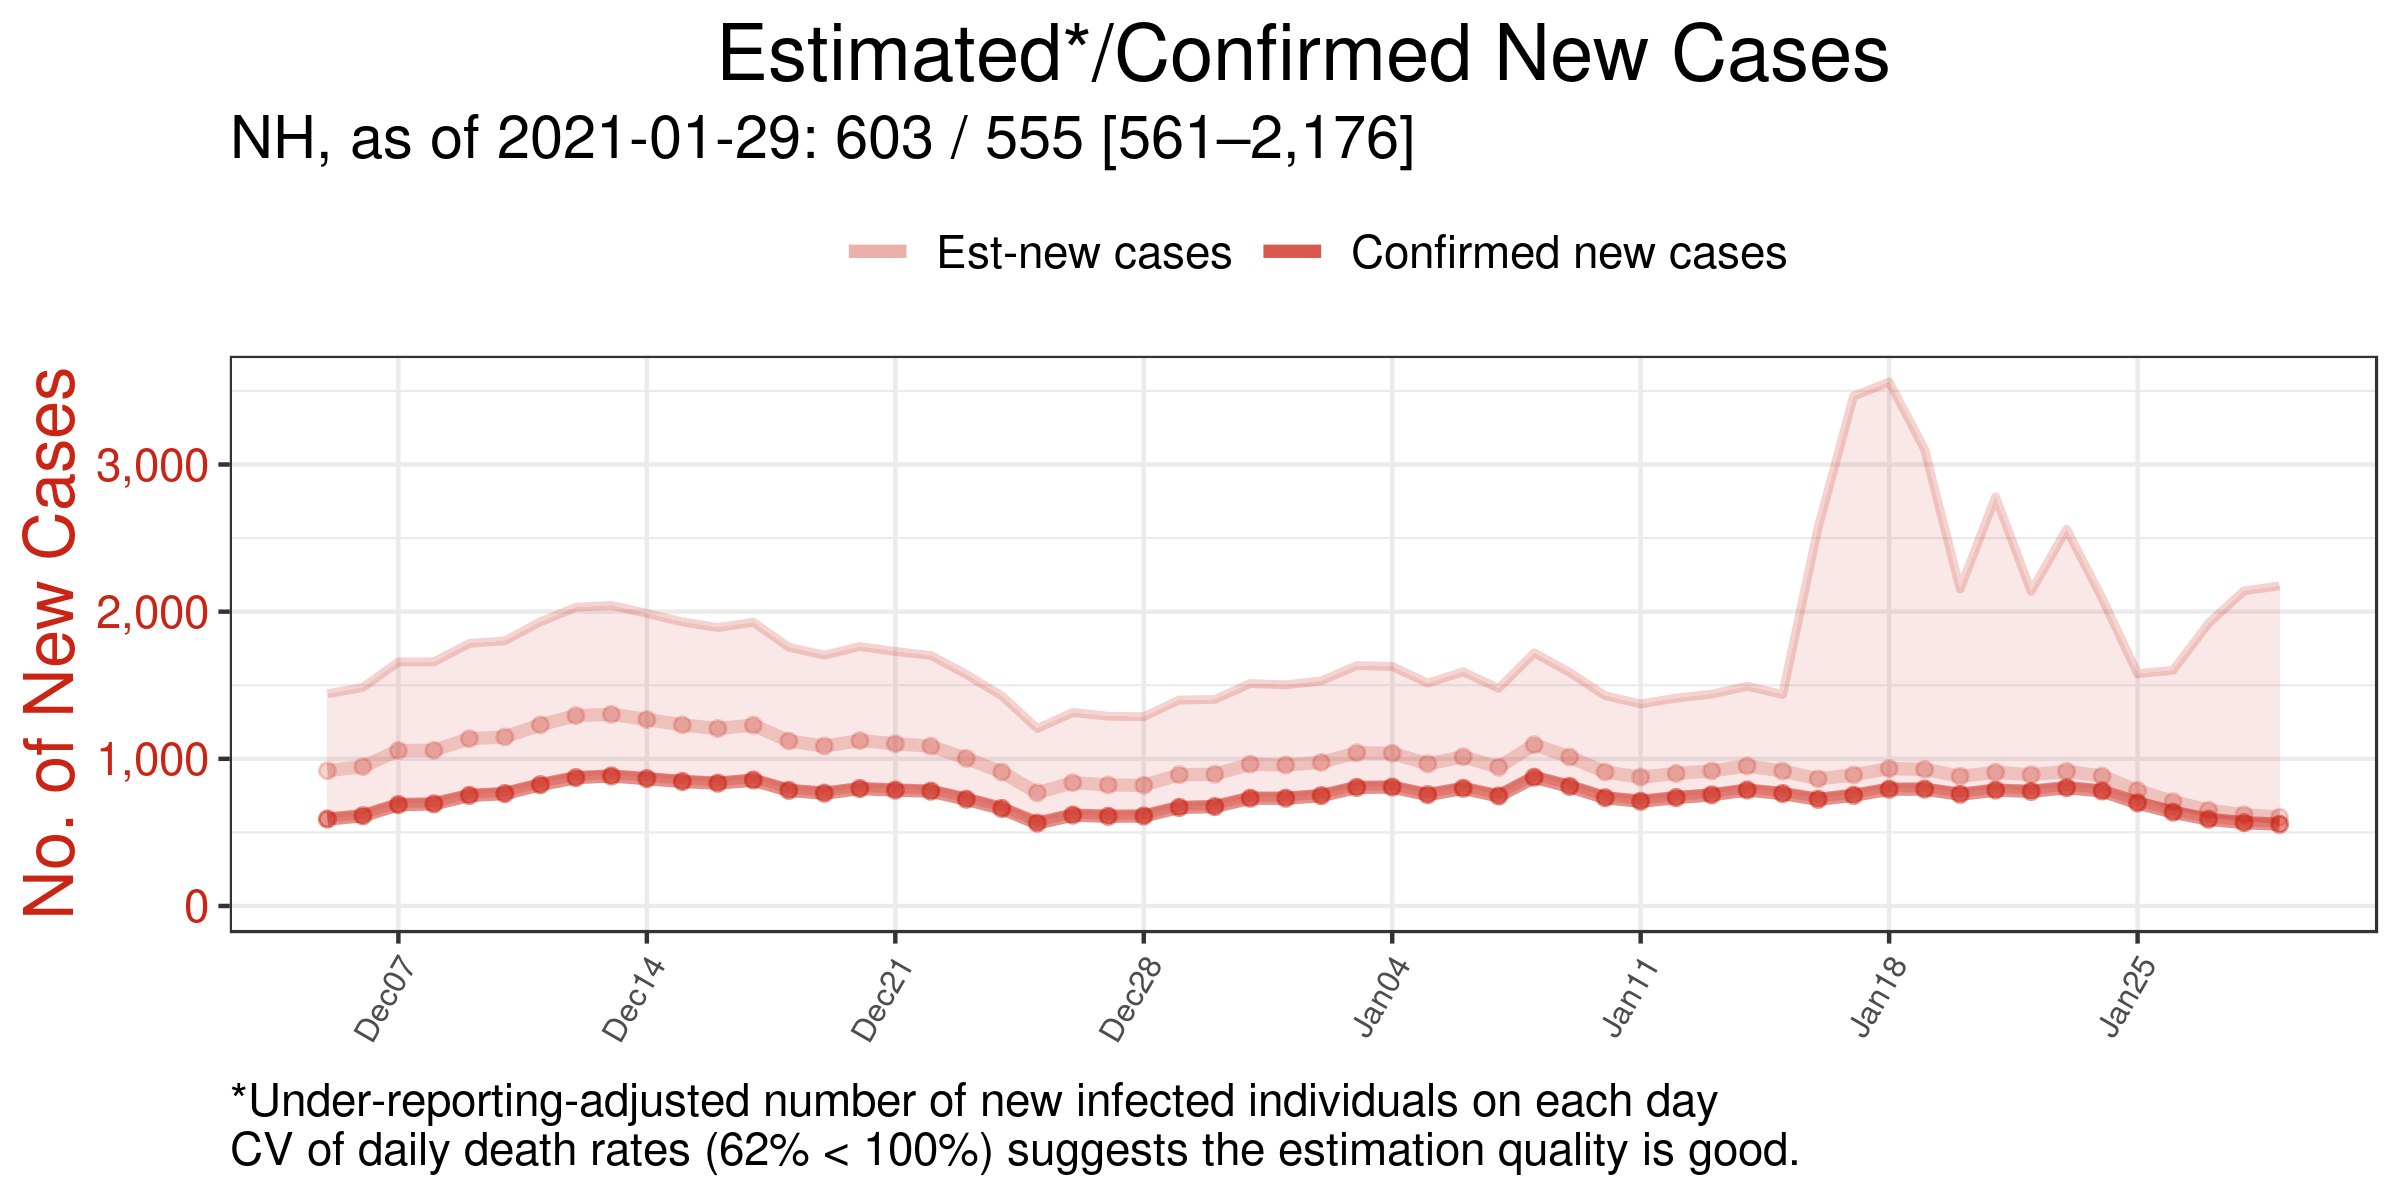 Estimated*/Confirmed New Cases
NH, as of 2021-01-29: 603 / 555 [561–2,176]
Est-new cases
Confirmed new cases
No. of New Cases
3,000
2,000
1,000
0
Dec07
Dec14
Dec21
Dec28
Jan04
Jan11
Jan18
Jan25
*Under-reporting-adjusted number of new infected individuals on each day
CV of daily death rates (62% < 100%) suggests the estimation quality is good.